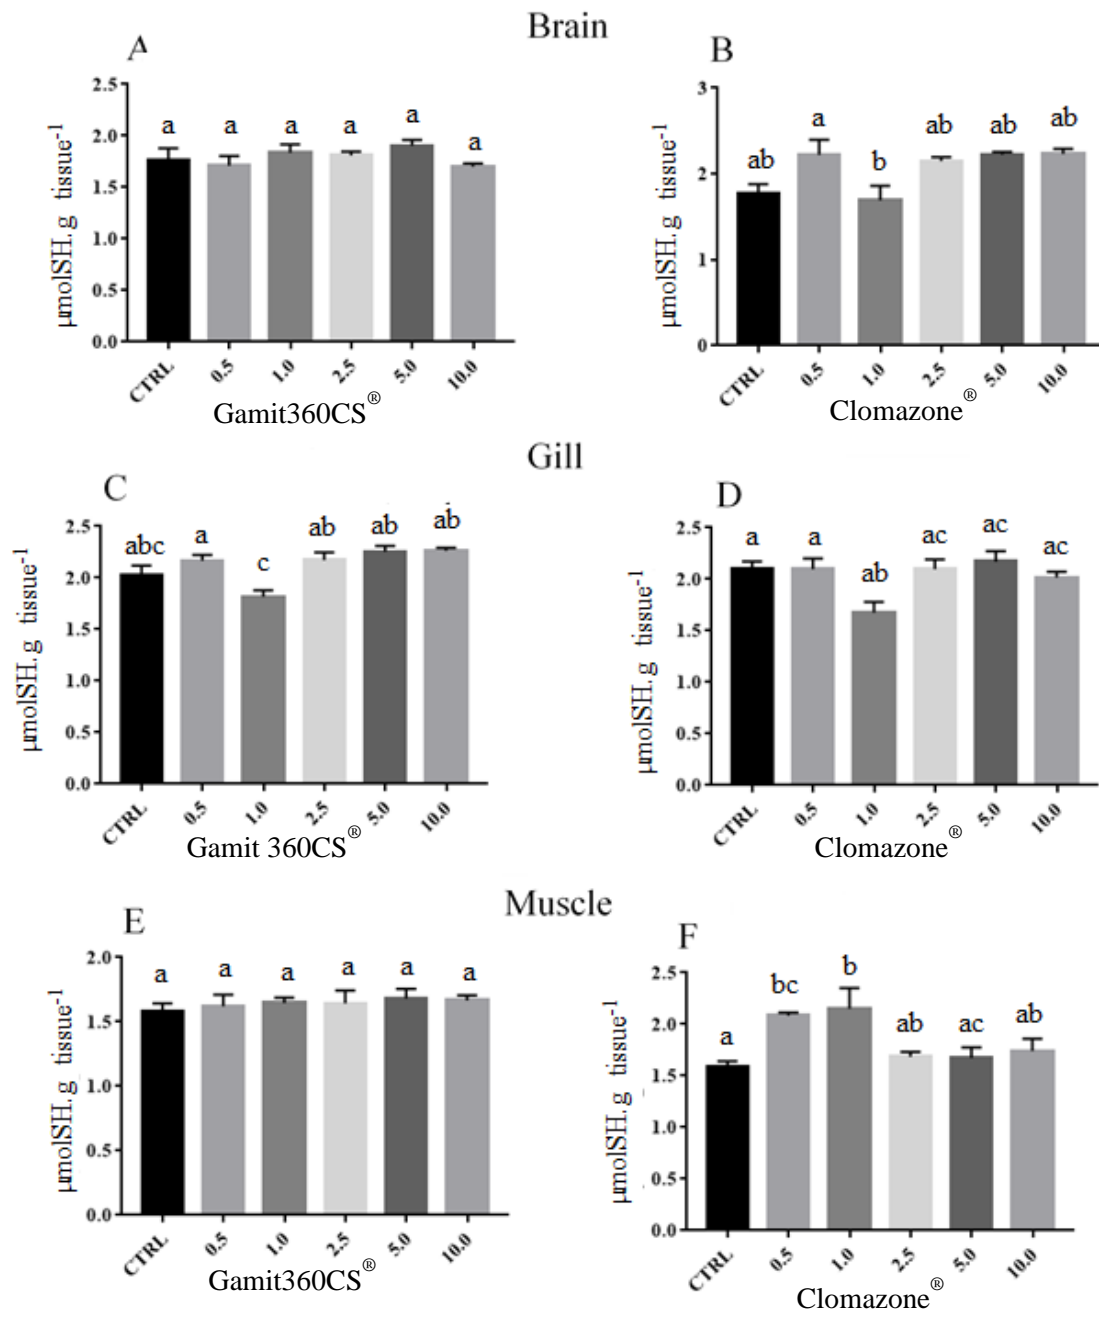 Brain
A
μmolSH.g tissue-1
2.5
2.0
1.5
1.0
0.5
0.0
a a a a a a
CTRL 0.5 1.0 2.5 5.0 10.0
Gamit360CS®
B
μmolSH.g tissue-1
3
2
1
0
ab a b ab ab ab
CTRL 0.5 1.0 2.5 5.0 10.0
Clomazone®
Gill
C
μmolSH.g tissue-1
2.5
2.0
1.5
1.0
0.5
0.0
abc a c ab ab ab
CTRL 0.5 1.0 2.5 5.0 10.0
Gamit 360CS®
D
μmolSH.g tissue-1
2.5
2.0
1.5
1.0
0.5
0.0
a a ab ac ac ac
CTRL 0.5 1.0 2.5 5.0 10.0
Clomazone®
Muscle
E
μmolSH.g tissue-1
2.0
1.5
1.0
0.5
0.0
a a a a a a
CTRL 0.5 1.0 2.5 5.0 10.0
Gamit360CS®
F
μmolSH.g tissue-1
2.5
2.0
1.5
1.0
0.5
0.0
a bc b ab ac ab
CTRL 0.5 1.0 2.5 5.0 10.0
Clomazone®